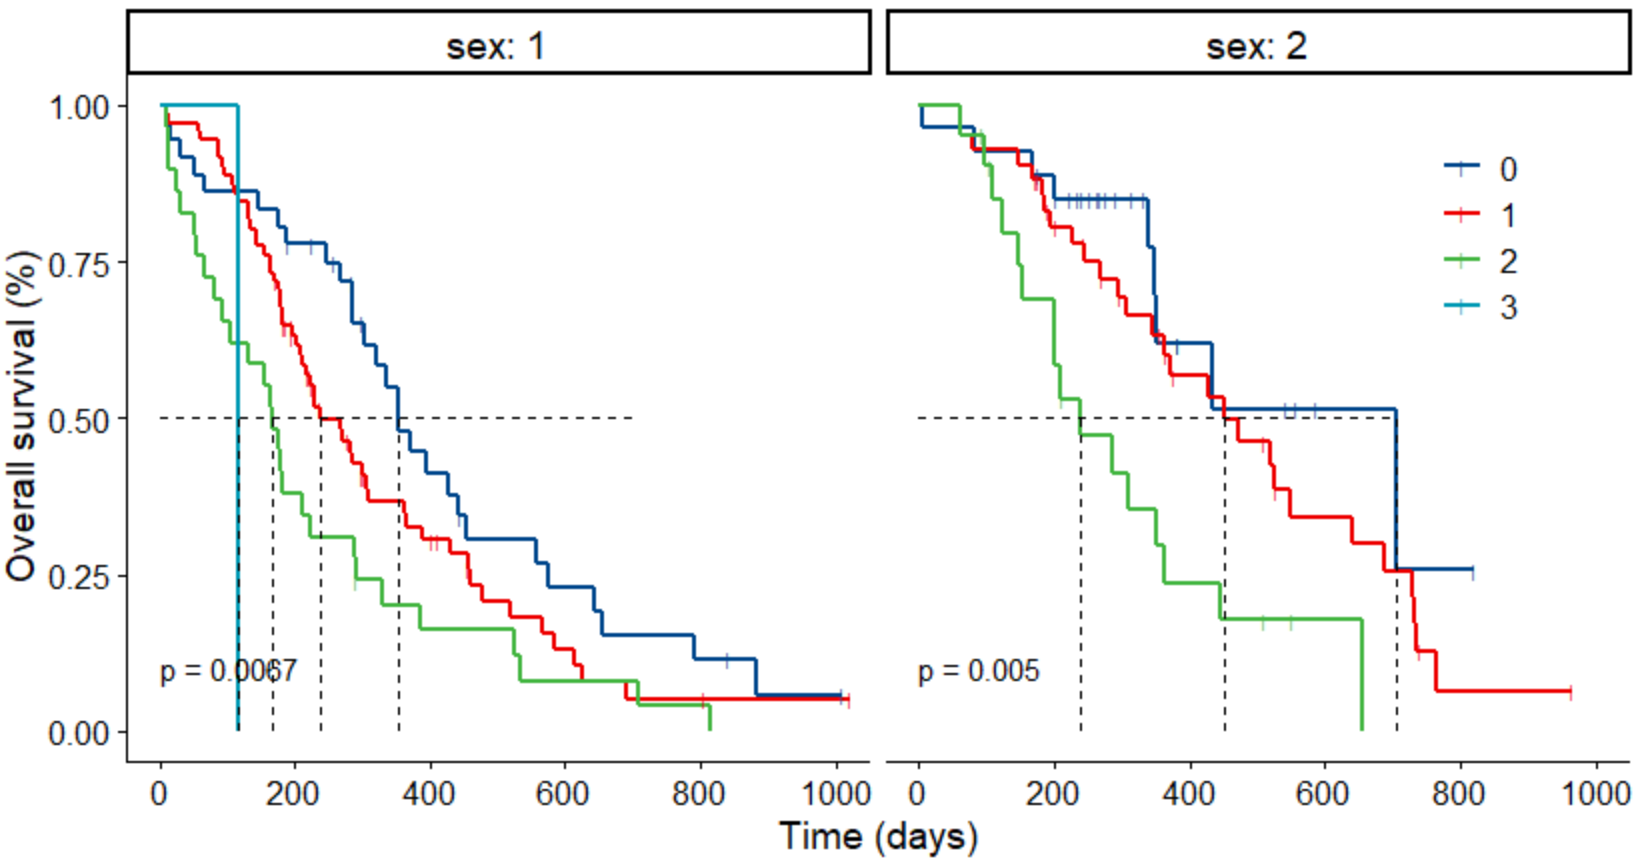 sex: 1
sex: 2
Overall survival (%)
1.00
0.75
0.50
0.25
0.00
0
1
2
3
p = 0.0067
p = 0.005
0 200 400 600 800 1000
0 200 400 600 800 1000
Time (days)